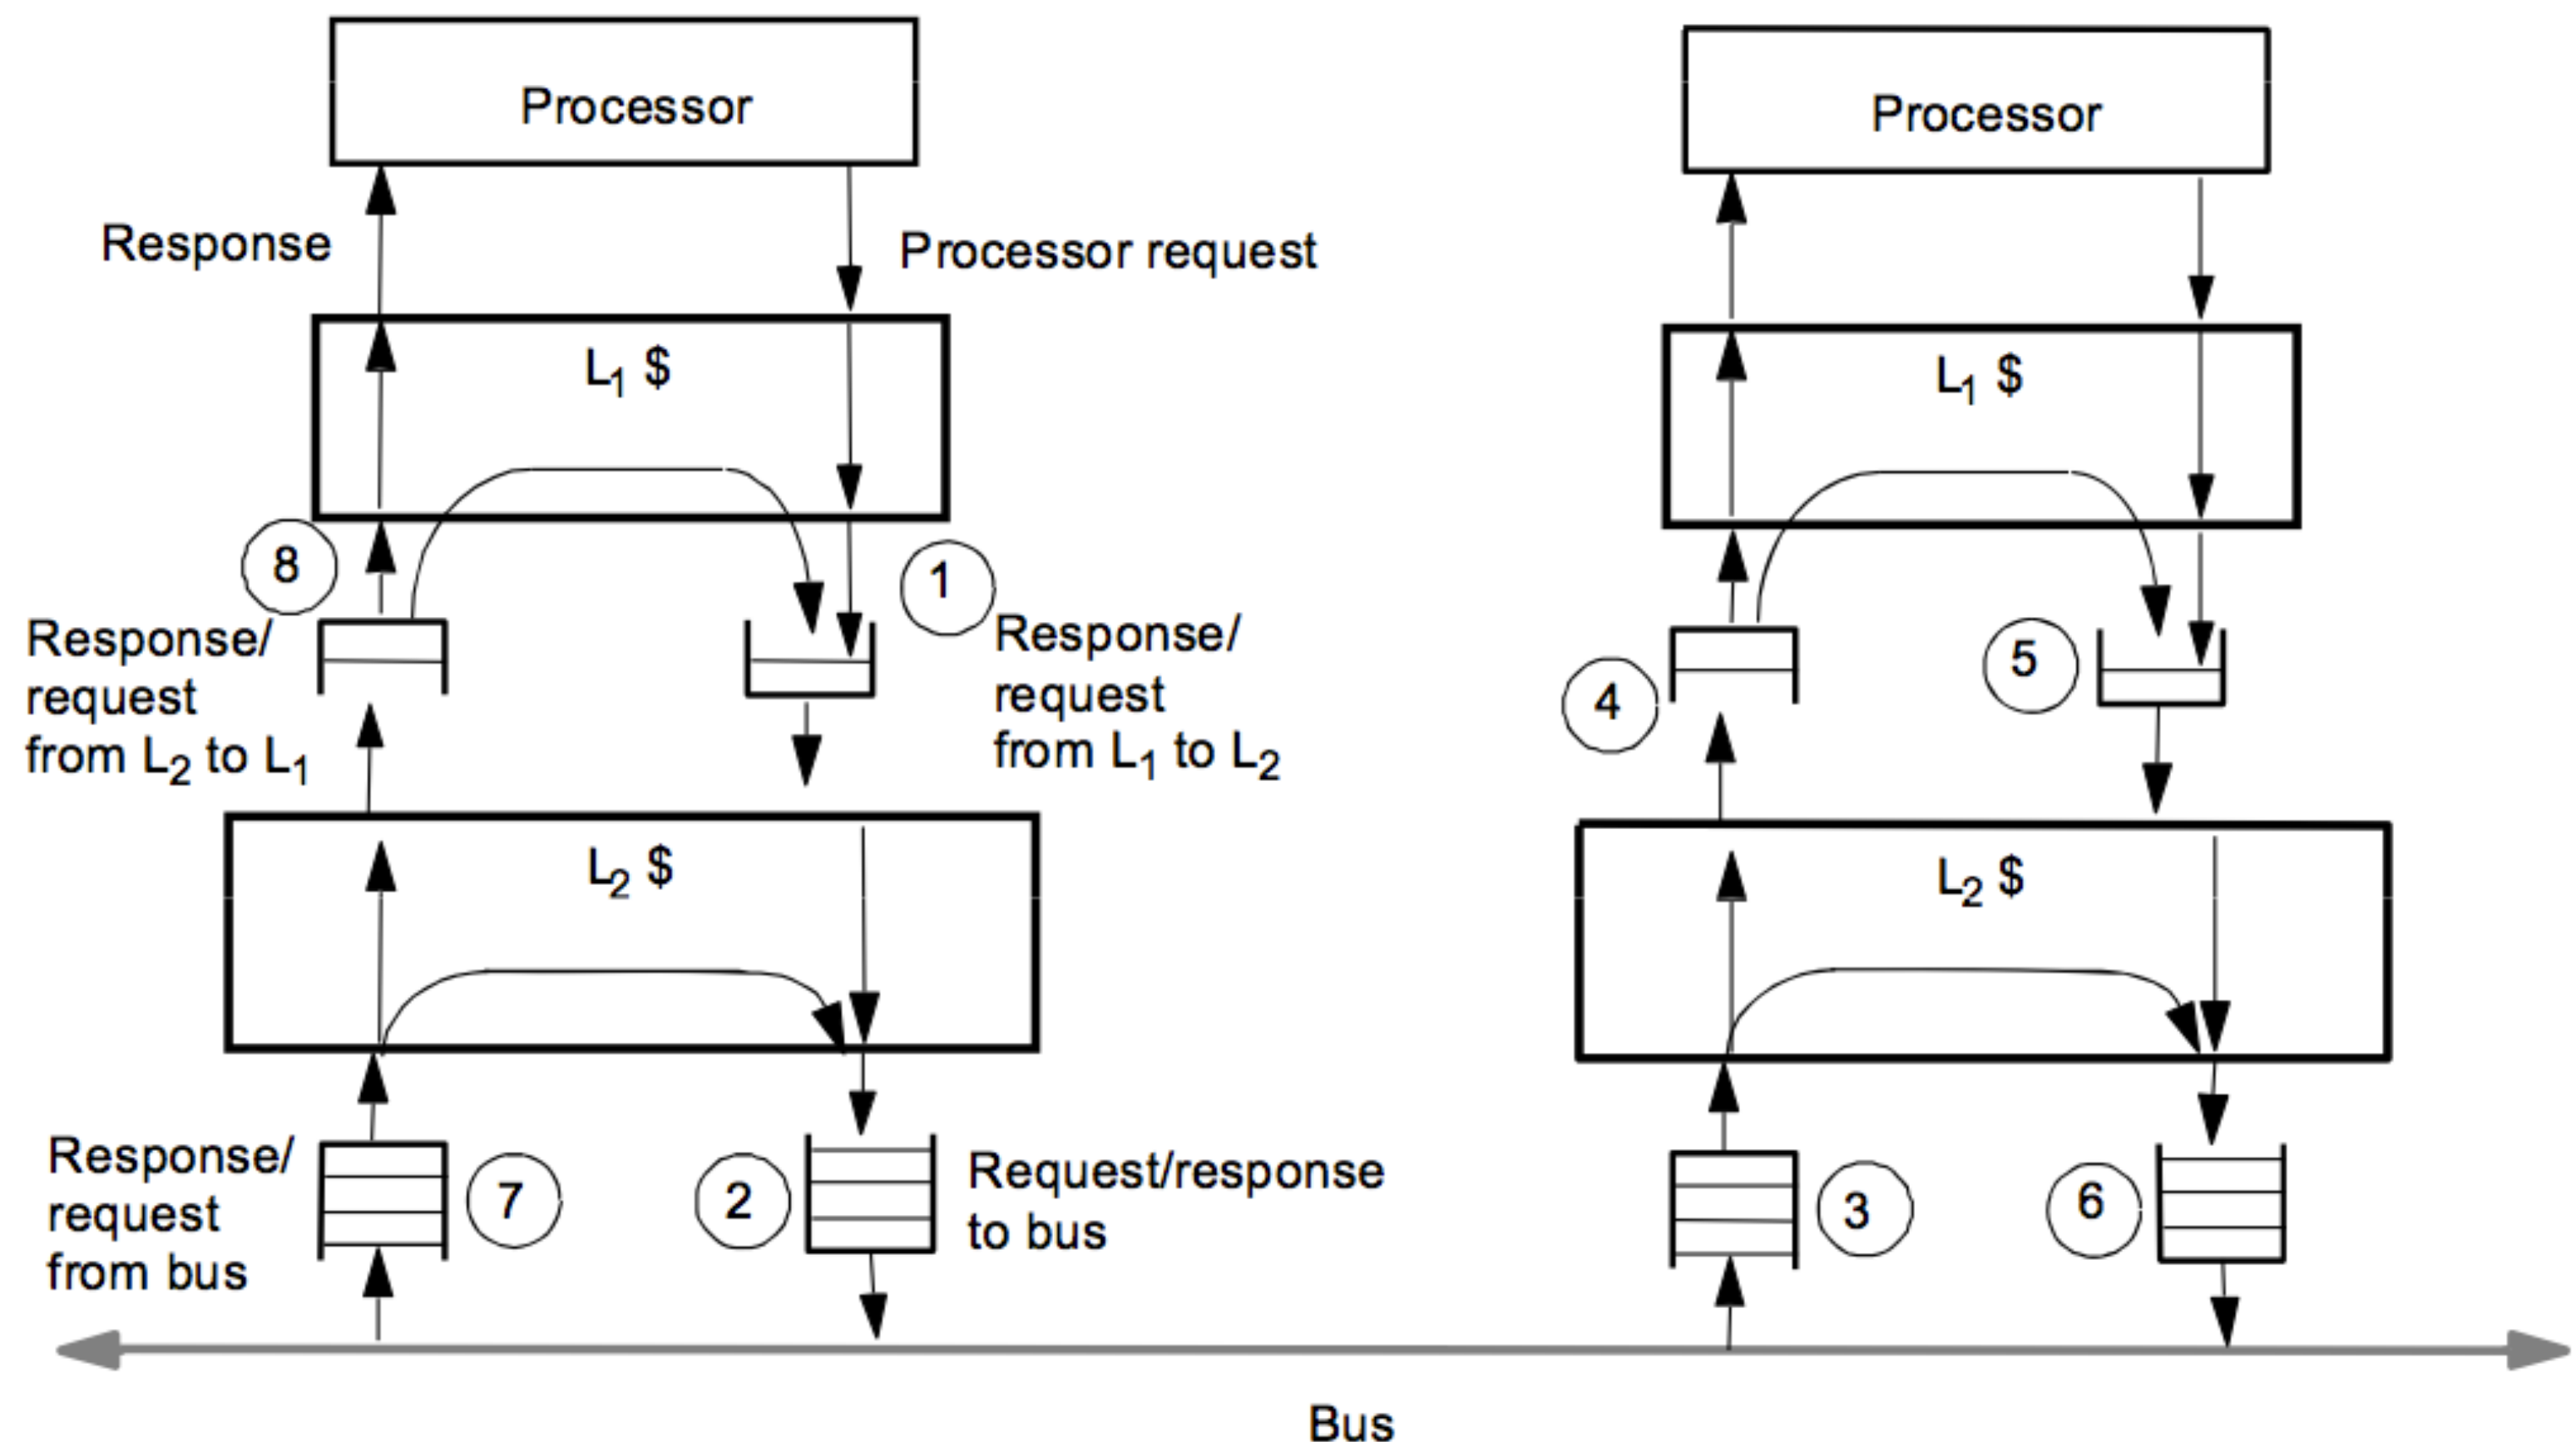 Processor
Processor
Response
Processor request
L1 $
L1 $
8
1
Response/
request
from L2 to L1
Response/
request
from L1 to L2
4
5
L2 $
L2 $
Response/
request
from bus
7
2
Request/response
to bus
3
6
Bus